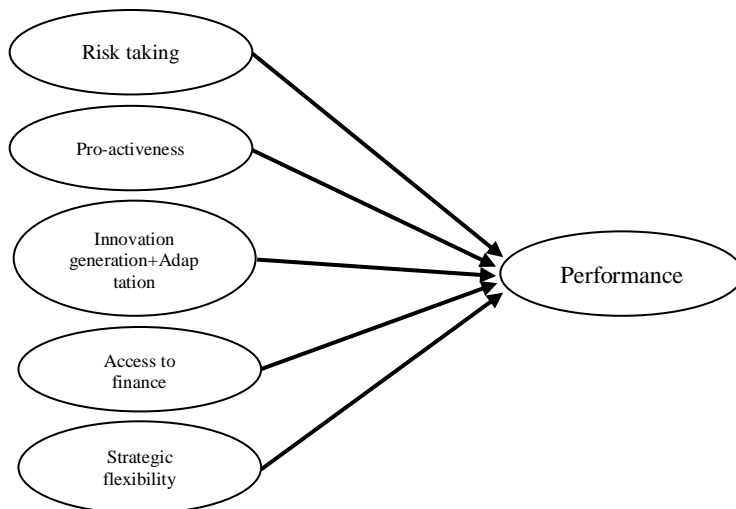 Risk taking
Pro-activeness
Innovation
generation+Adap
tation
Performance
Access to
finance
Strategic
flexibility